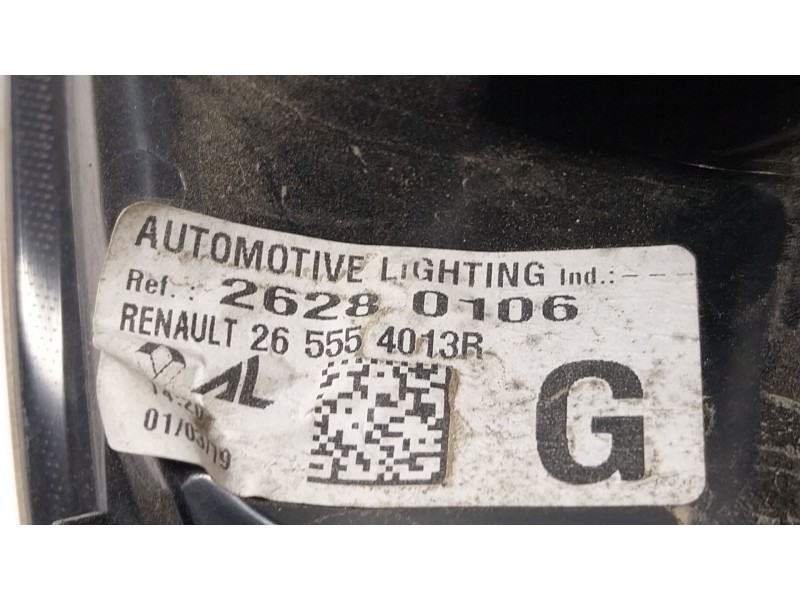 AUTOMOTIVE LIGHTING Ind.:---
Ref.: 2628 0106
RENAULT 26 555 4013R
AL
G
01/03/19